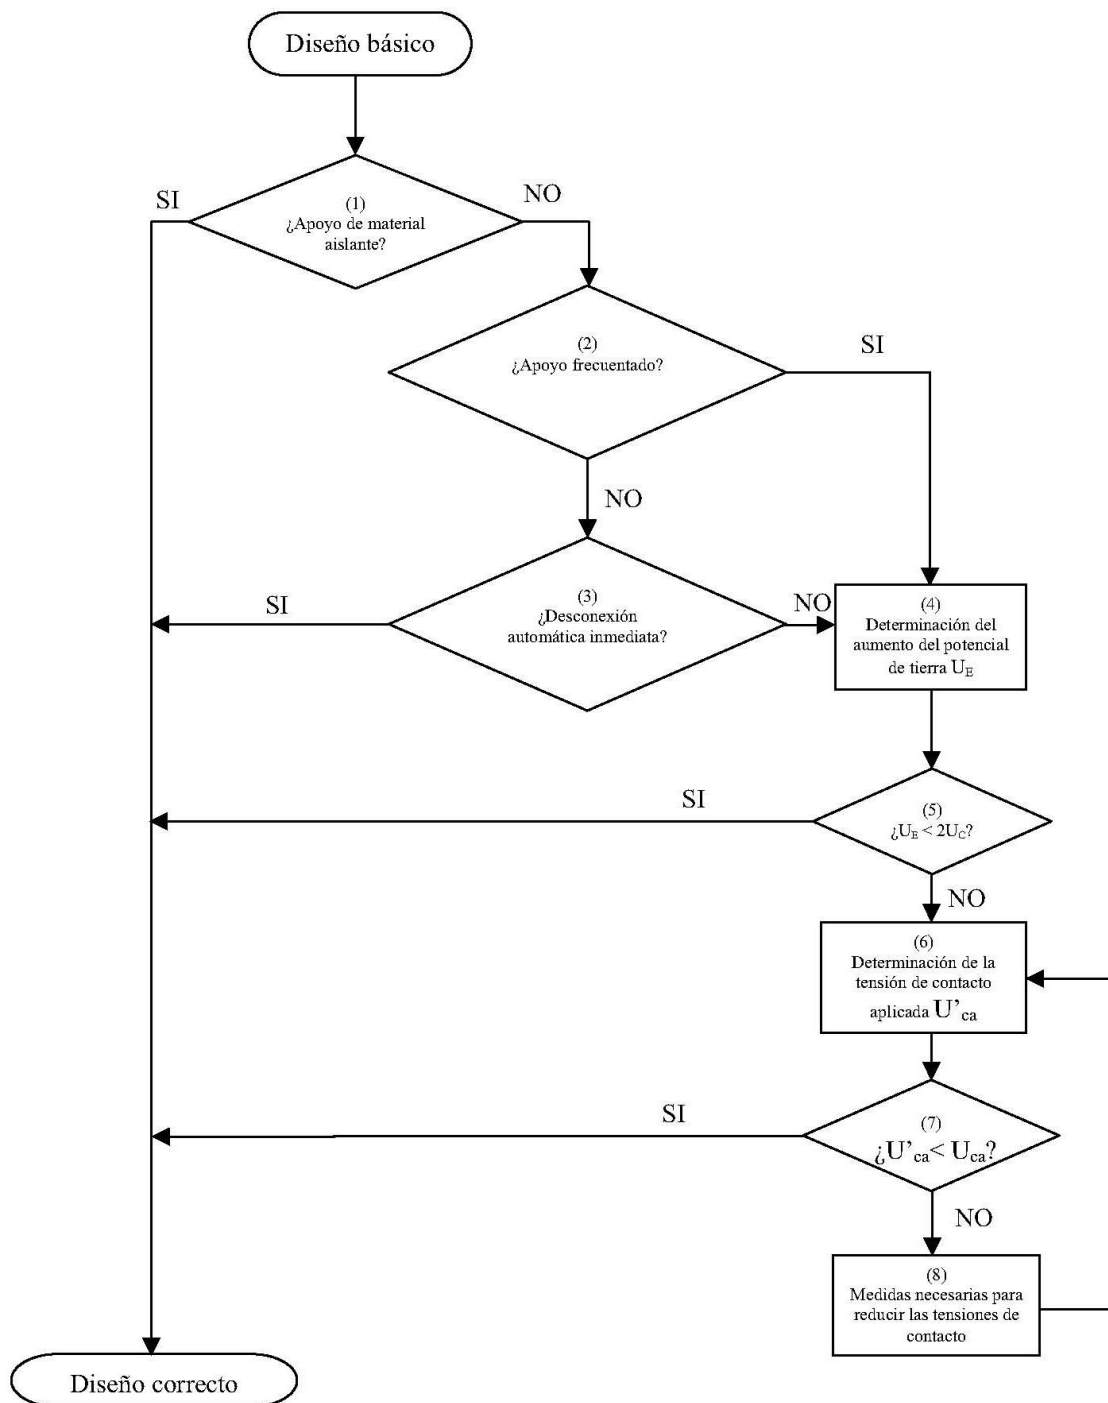 Diseño básico
SI
NO
(1)
¿Apoyo de material
aislante?
(2)
¿Apoyo frecuentado?
SI
NO
SI
(3)
¿Desconexión
automática inmediata?
NO
(4)
Determinación del
aumento del potencial
de tierra U_E
SI
(5)
¿U_E < 2U_C?
NO
(6)
Determinación de la
tensión de contacto
aplicada U'_ca
SI
(7)
¿U'_ca< U_ca?
NO
(8)
Medidas necesarias para
reducir las tensiones de
contacto
Diseño correcto